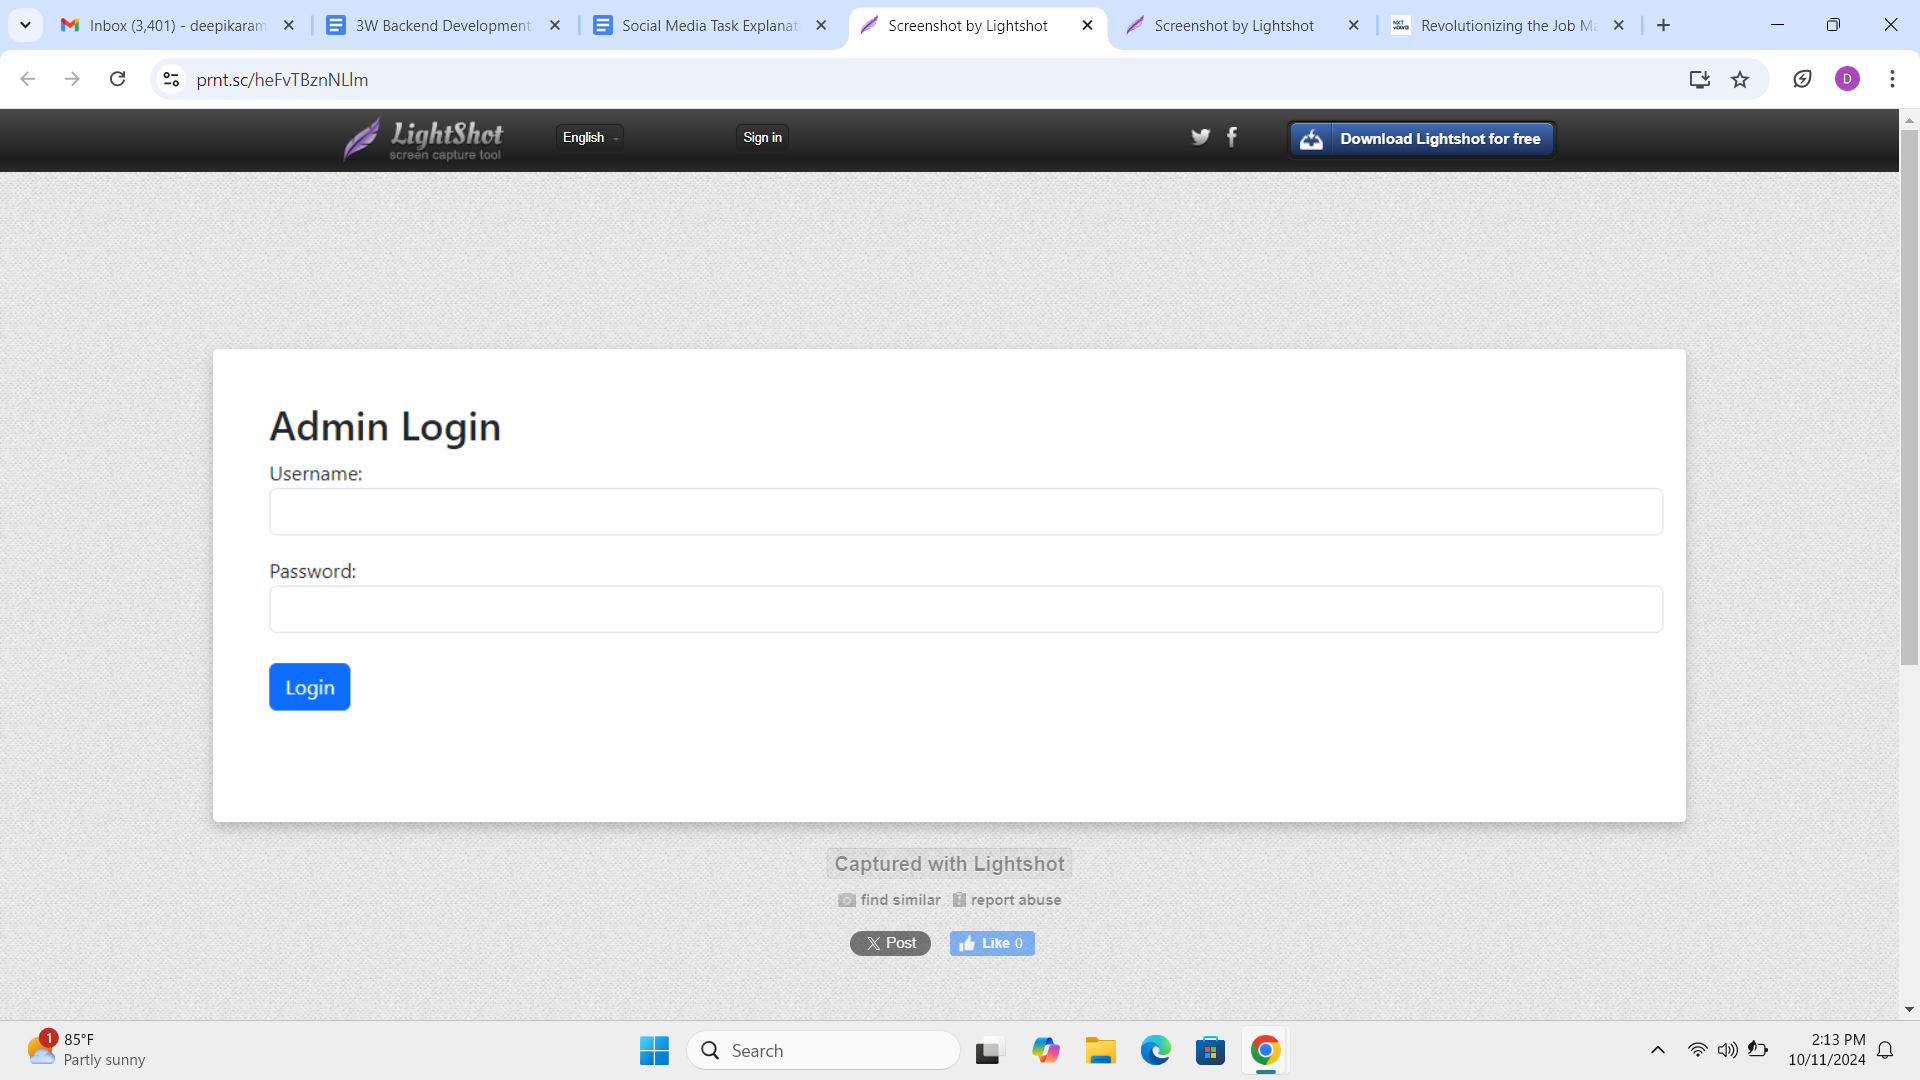 Inbox (3,401) - deepikaram
3W Backend Development
Social Media Task Explanat
Screenshot by Lightshot
Screenshot by Lightshot
Revolutionizing the Job Ma
prnt.sc/heFvTBznNLlm
D
LightShot
screen capture tool
English
Sign in
Download Lightshot for free
Admin Login
Username:
Password:
Login
Captured with Lightshot
find similar
report abuse
Post
Like 0
1
85°F
Partly sunny
Search
2:13 PM
10/11/2024